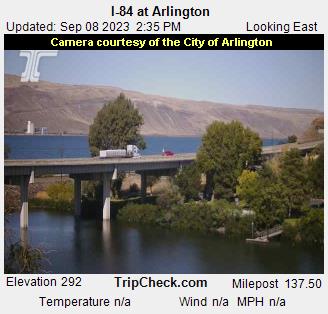 I-84 at Arlington
Updated: Sep 08 2023 2:35 PM Looking East
Camera courtesy of the City of Arlington
Elevation 292 TripCheck.com Milepost 137.50
Temperature n/a Wind n/a MPH n/a